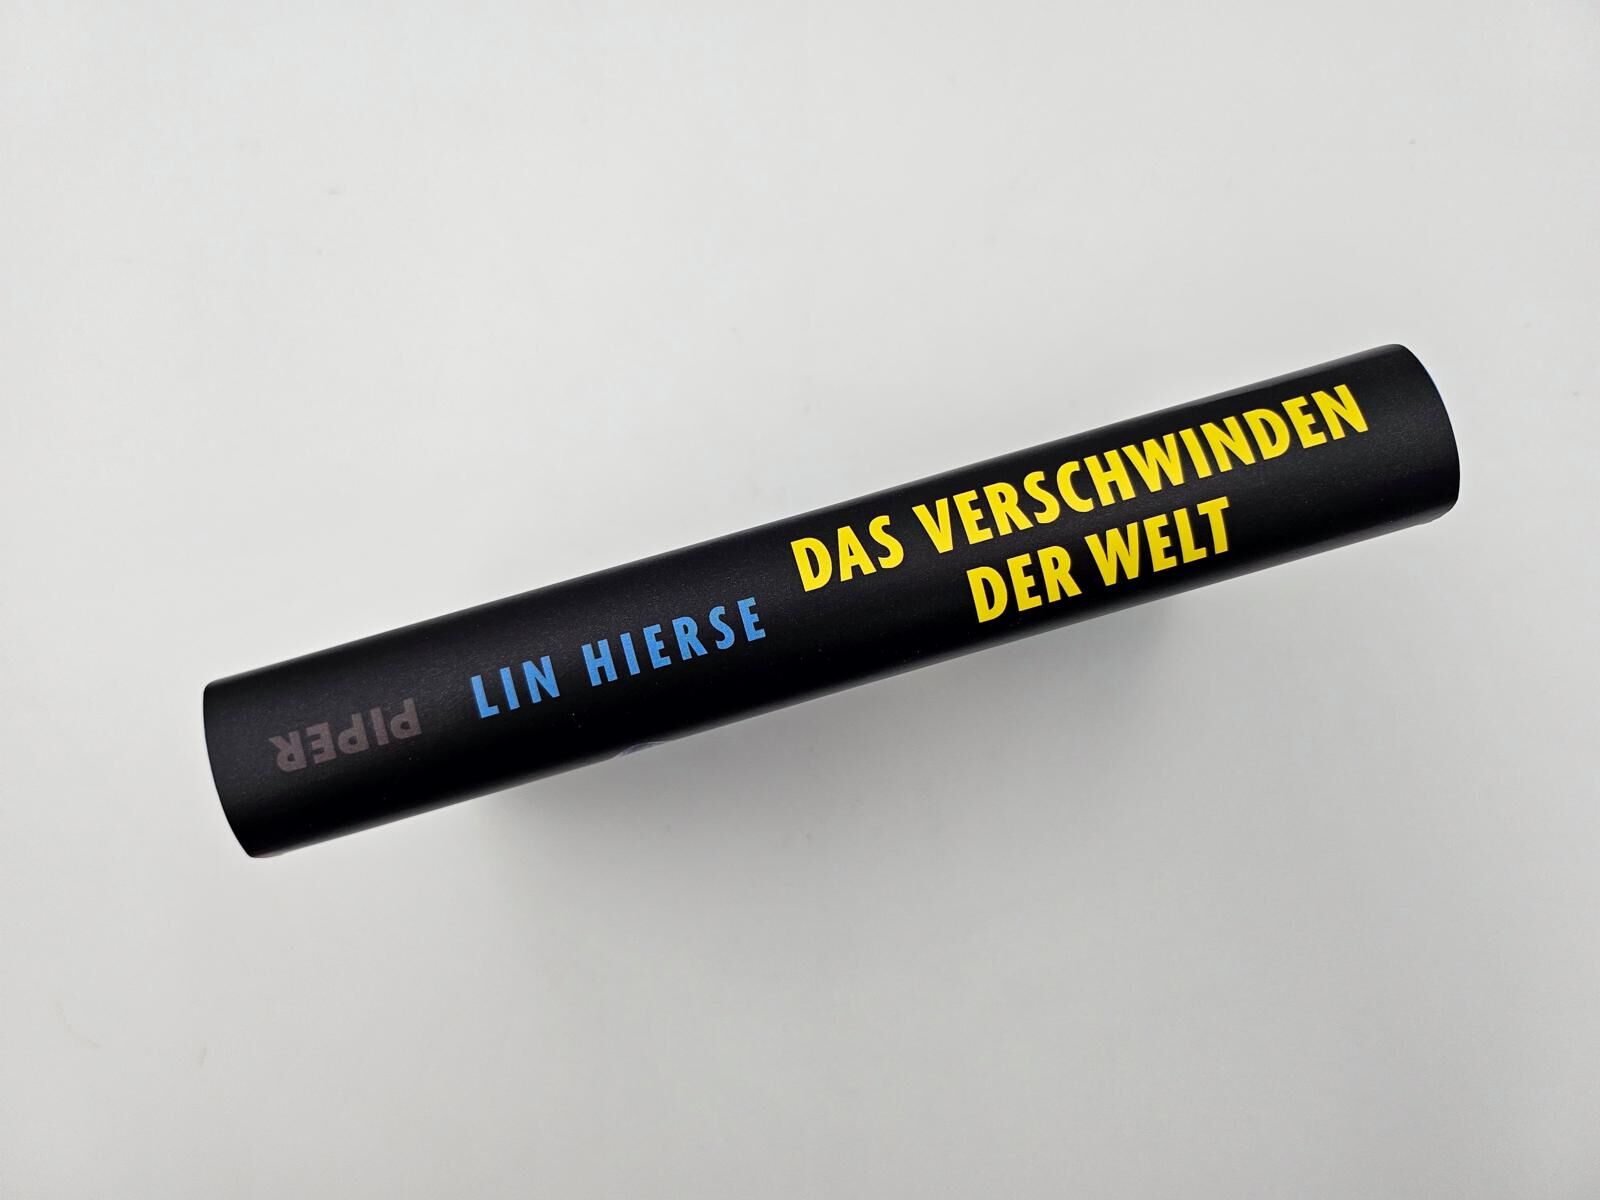 PIPER
LIN HIERSE
DAS VERSCHWINDEN
DER WELT